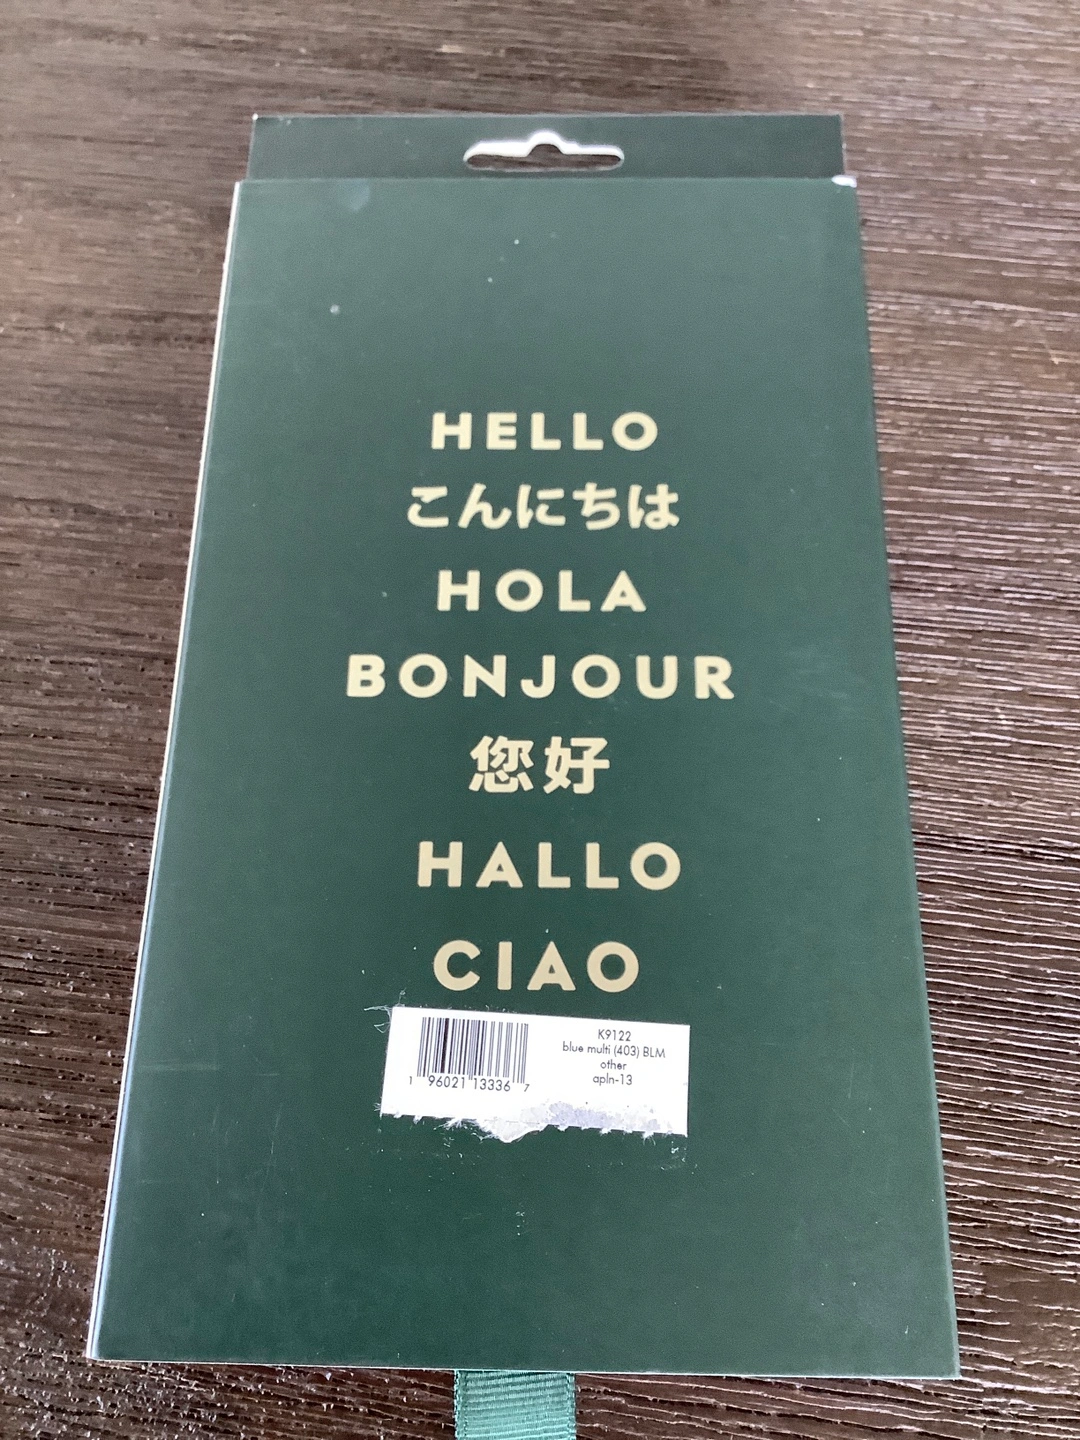 HELLO
こんにちは
HOLA
BONJOUR
您好
HALLO
CIAO
K9122
blue multi (403) BLM
other
apln-13
1 96021 13336 7